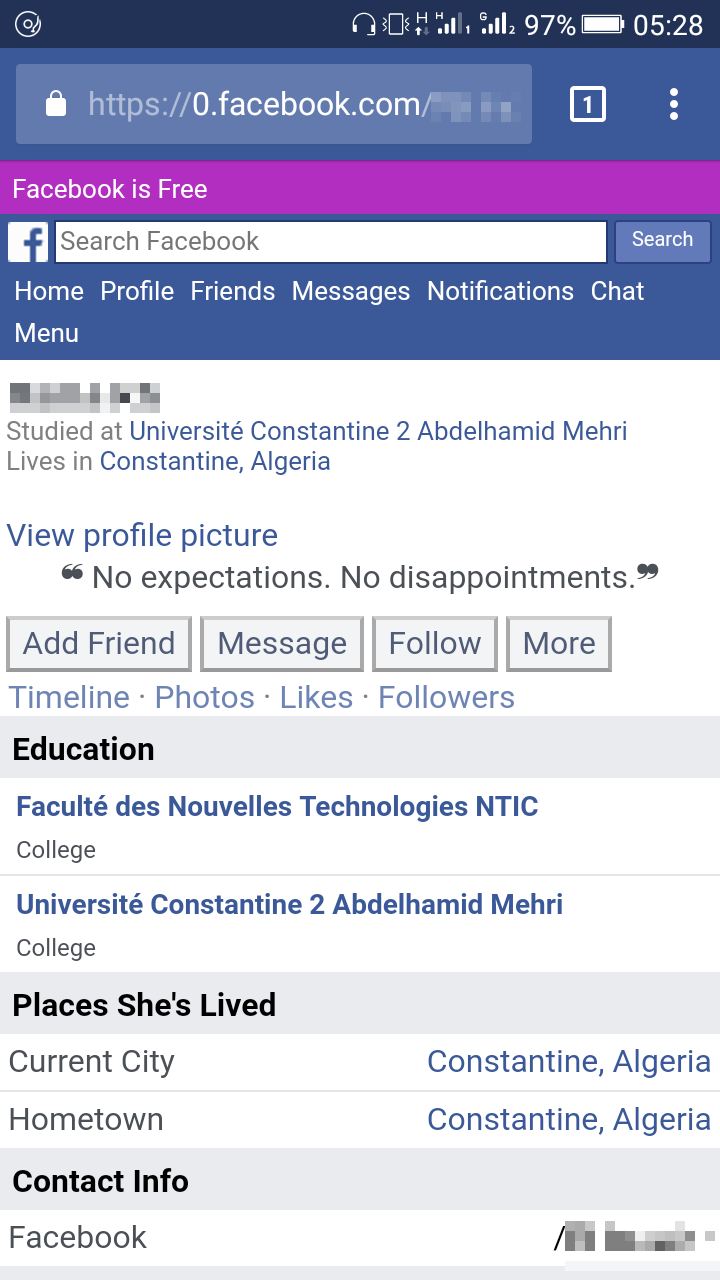 H H 1 G 2 97% 05:28
https://0.facebook.com/ 1
Facebook is Free
f Search Facebook Search
Home Profile Friends Messages Notifications Chat
Menu
Studied at Université Constantine 2 Abdelhamid Mehri
Lives in Constantine, Algeria
View profile picture
❝ No expectations. No disappointments.❞
Add Friend Message Follow More
Timeline · Photos · Likes · Followers
Education
Faculté des Nouvelles Technologies NTIC
College
Université Constantine 2 Abdelhamid Mehri
College
Places She's Lived
Current City Constantine, Algeria
Hometown Constantine, Algeria
Contact Info
Facebook /